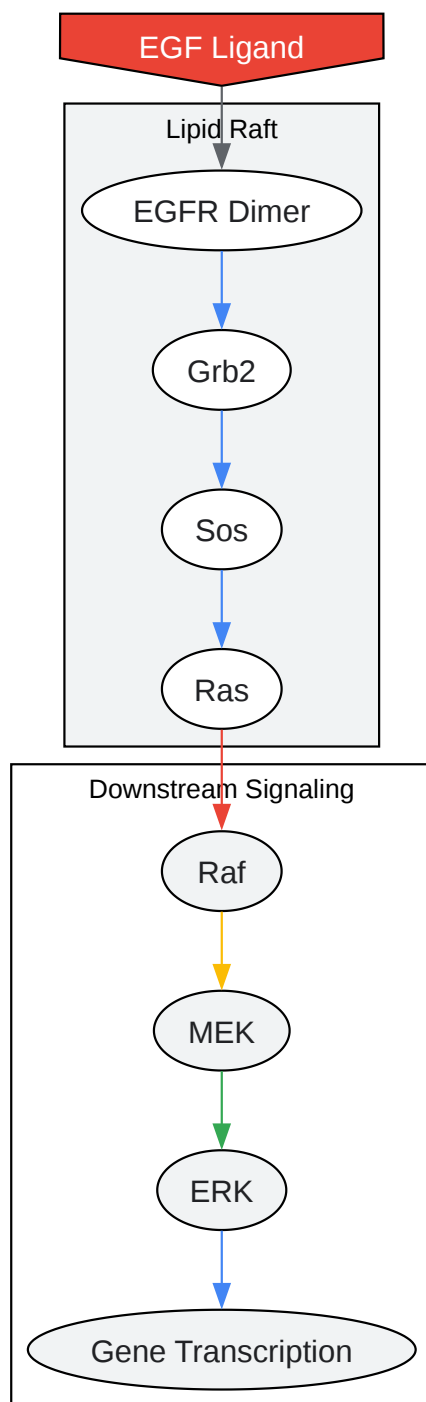 EGF Ligand
Lipid Raft
EGFR Dimer
Grb2
Sos
Ras
Downstream Signaling
Raf
MEK
ERK
Gene Transcription